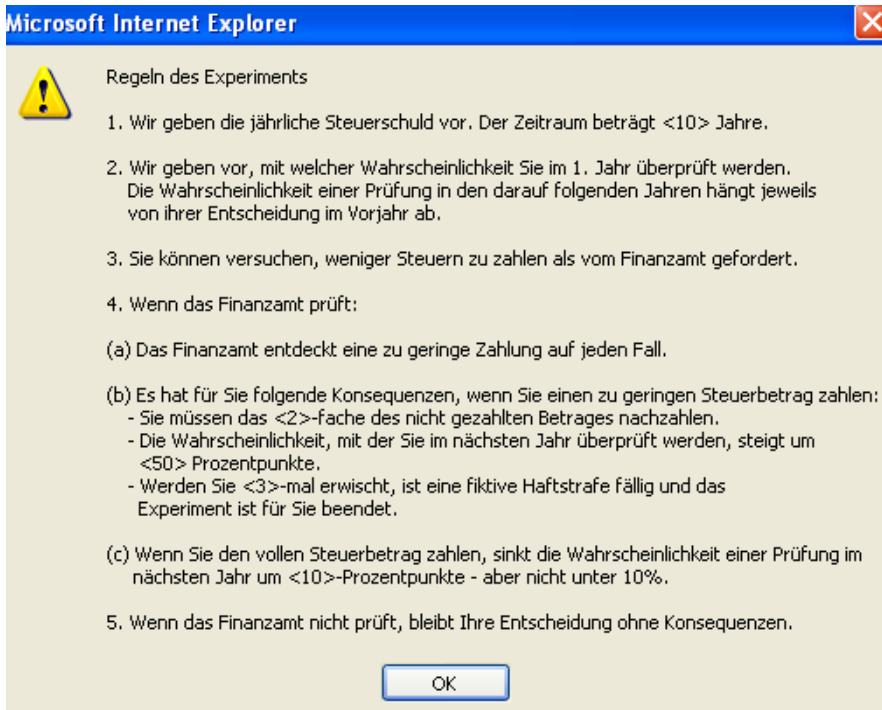 Microsoft Internet Explorer
Regeln des Experiments
1. Wir geben die jährliche Steuerschuld vor. Der Zeitraum beträgt <10> Jahre.
2. Wir geben vor, mit welcher Wahrscheinlichkeit Sie im 1. Jahr überprüft werden.
Die Wahrscheinlichkeit einer Prüfung in den darauf folgenden Jahren hängt jeweils
von ihrer Entscheidung im Vorjahr ab.
3. Sie können versuchen, weniger Steuern zu zahlen als vom Finanzamt gefordert.
4. Wenn das Finanzamt prüft:
(a) Das Finanzamt entdeckt eine zu geringe Zahlung auf jeden Fall.
(b) Es hat für Sie folgende Konsequenzen, wenn Sie einen zu geringen Steuerbetrag zahlen:
- Sie müssen das <2>-fache des nicht gezahlten Betrages nachzahlen.
- Die Wahrscheinlichkeit, mit der Sie im nächsten Jahr überprüft werden, steigt um
<50> Prozentpunkte.
- Werden Sie <3>-mal erwischt, ist eine fiktive Haftstrafe fällig und das
Experiment ist für Sie beendet.
(c) Wenn Sie den vollen Steuerbetrag zahlen, sinkt die Wahrscheinlichkeit einer Prüfung im
nächsten Jahr um <10>-Prozentpunkte - aber nicht unter 10%.
5. Wenn das Finanzamt nicht prüft, bleibt Ihre Entscheidung ohne Konsequenzen.
OK